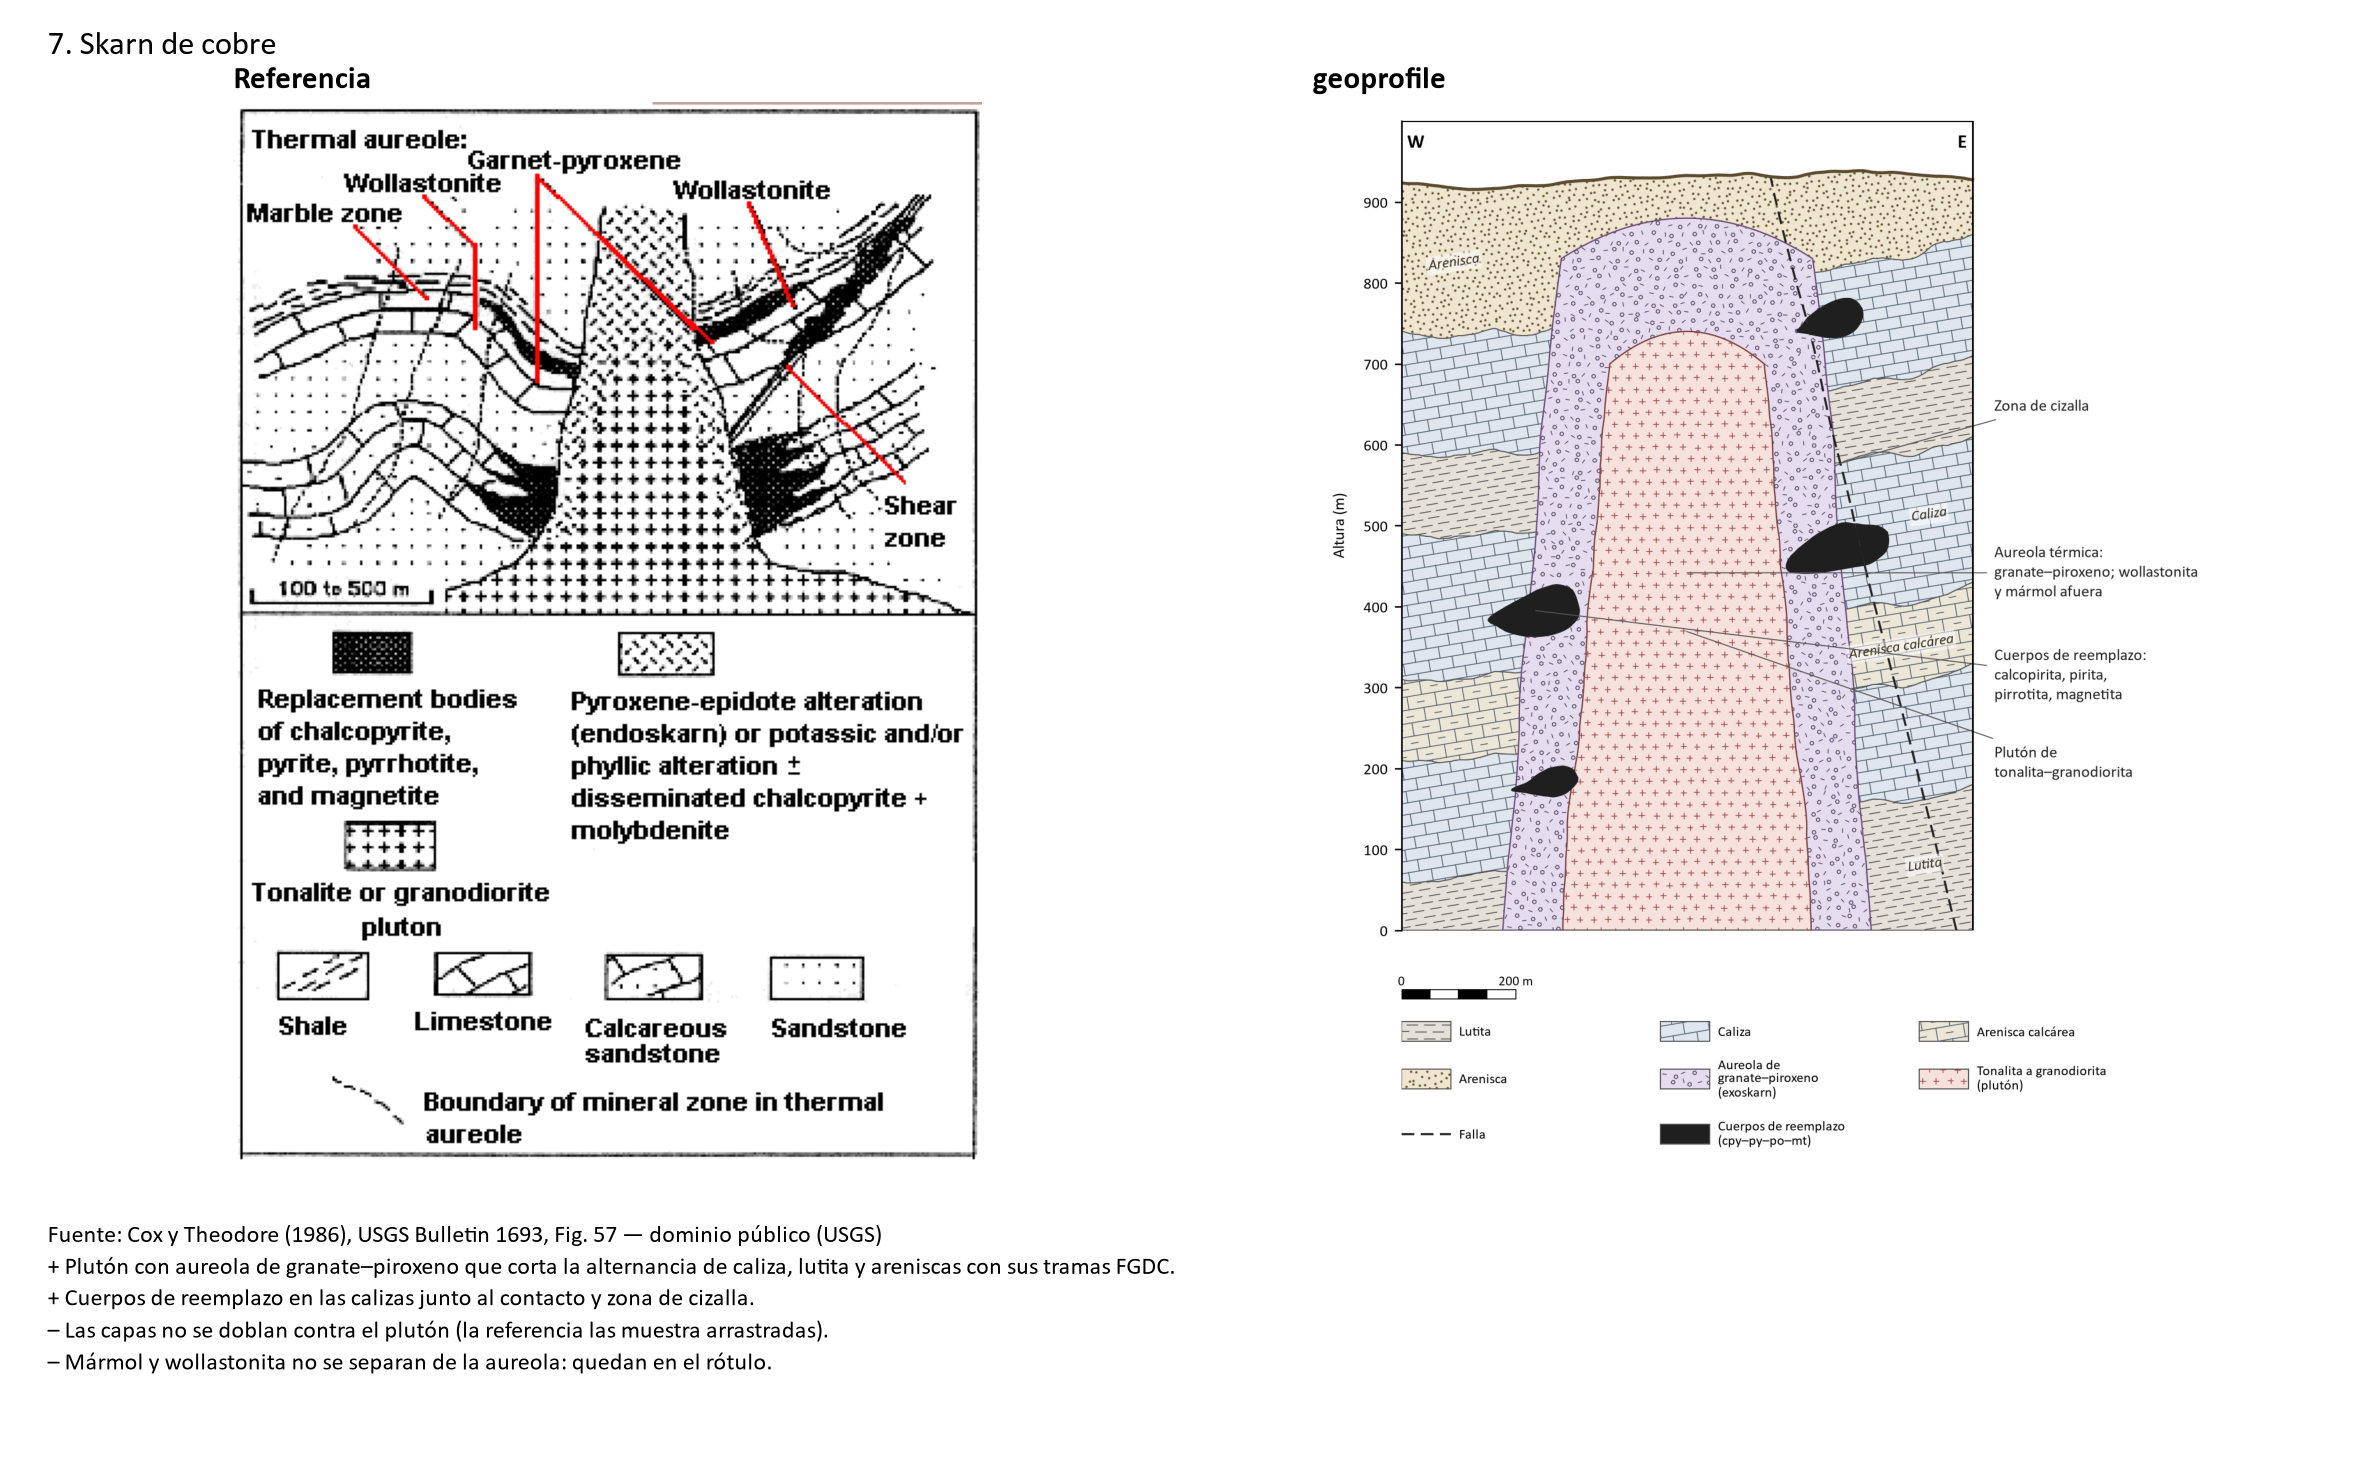 7. Skarn de cobre
Referencia
Thermal aureole:
Garnet-pyroxene
Wollastonite
Wollastonite
Marble zone
Shear
zone
100 to 500 m
Replacement bodies
of chalcopyrite,
pyrite, pyrrhotite,
and magnetite
Pyroxene-epidote alteration
(endoskarn) or potassic and/or
phyllic alteration ±
disseminated chalcopyrite +
molybdenite
Tonalite or granodiorite
pluton
Shale
Limestone
Calcareous
sandstone
Sandstone
Boundary of mineral zone in thermal
aureole
geoprofile
W
E
900
800
700
600
500
400
300
200
100
0
Altura (m)
Arenisca
Caliza
Arenisca calcárea
Lutita
Zona de cizalla
Aureola térmica:
granate–piroxeno; wollastonita
y mármol afuera
Cuerpos de reemplazo:
calcopirita, pirita,
pirrotita, magnetita
Plutón de
tonalita–granodiorita
0 200 m
Lutita
Caliza
Arenisca calcárea
Arenisca
Aureola de
granate–piroxeno
(exoskarn)
Tonalita a granodiorita
(plutón)
Falla
Cuerpos de reemplazo
(cpy–py–po–mt)
Fuente: Cox y Theodore (1986), USGS Bulletin 1693, Fig. 57 — dominio público (USGS)
+ Plutón con aureola de granate–piroxeno que corta la alternancia de caliza, lutita y areniscas con sus tramas FGDC.
+ Cuerpos de reemplazo en las calizas junto al contacto y zona de cizalla.
– Las capas no se doblan contra el plutón (la referencia las muestra arrastradas).
– Mármol y wollastonita no se separan de la aureola: quedan en el rótulo.